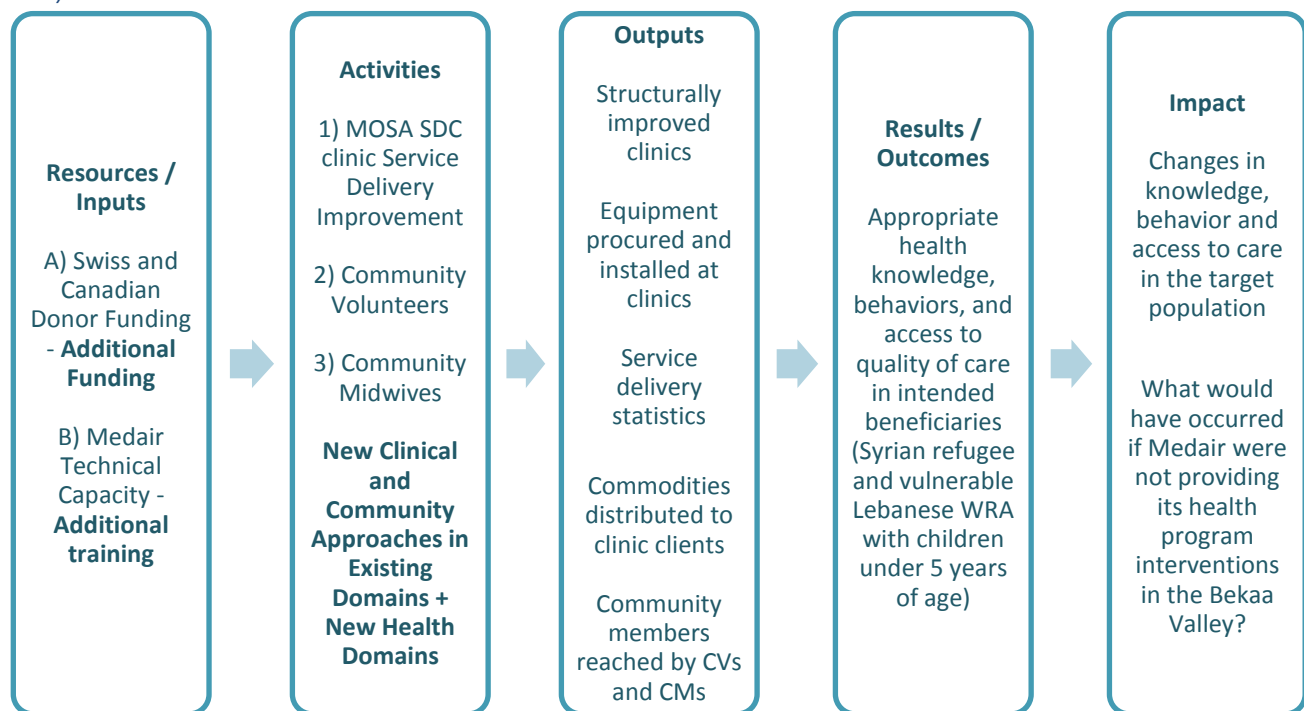 Resources /
Inputs
A) Swiss and
Canadian
Donor Funding
- Additional
Funding
B) Medair
Technical
Capacity -
Additional
training
Activities
1) MOSA SDC
clinic Service
Delivery
Improvement
2) Community
Volunteers
3) Community
Midwives
New Clinical
and
Community
Approaches in
Existing
Domains +
New Health
Domains
Outputs
Structurally
improved
clinics
Equipment
procured and
installed at
clinics
Service
delivery
statistics
Commodities
distributed to
clinic clients
Community
members
reached by CVs
and CMs
Results /
Outcomes
Appropriate
health
knowledge,
behaviors, and
access to
quality of care
in intended
beneficiaries
(Syrian refugee
and vulnerable
Lebanese WRA
with children
under 5 years
of age)
Impact
Changes in
knowledge,
behavior and
access to care
in the target
population
What would
have occurred
if Medair were
not providing
its health
program
interventions
in the Bekaa
Valley?